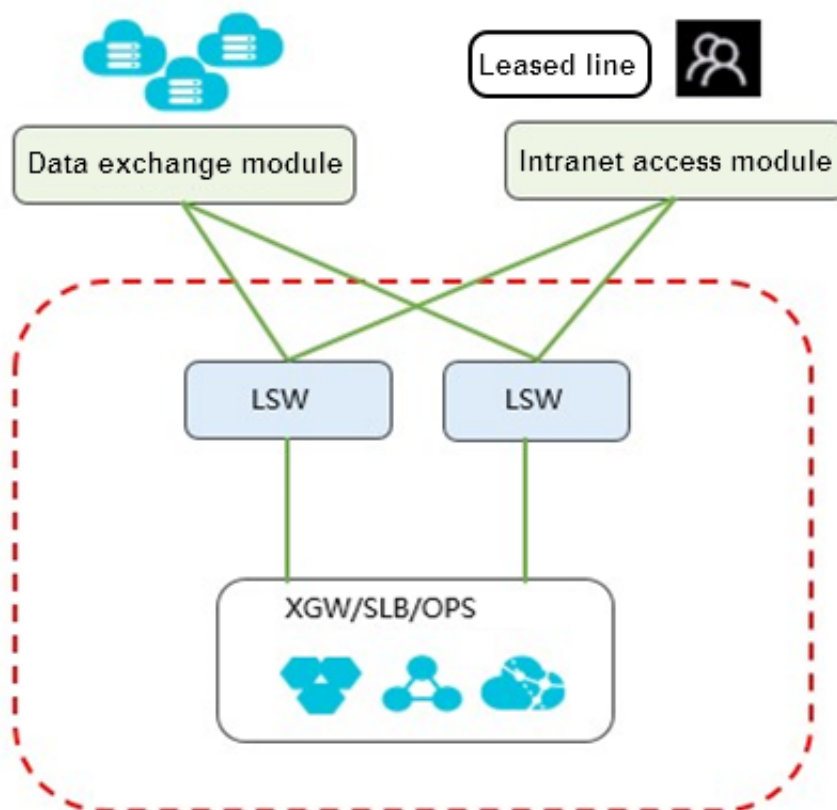 Leased line
Data exchange module
Intranet access module
LSW
LSW
XGW/SLB/OPS